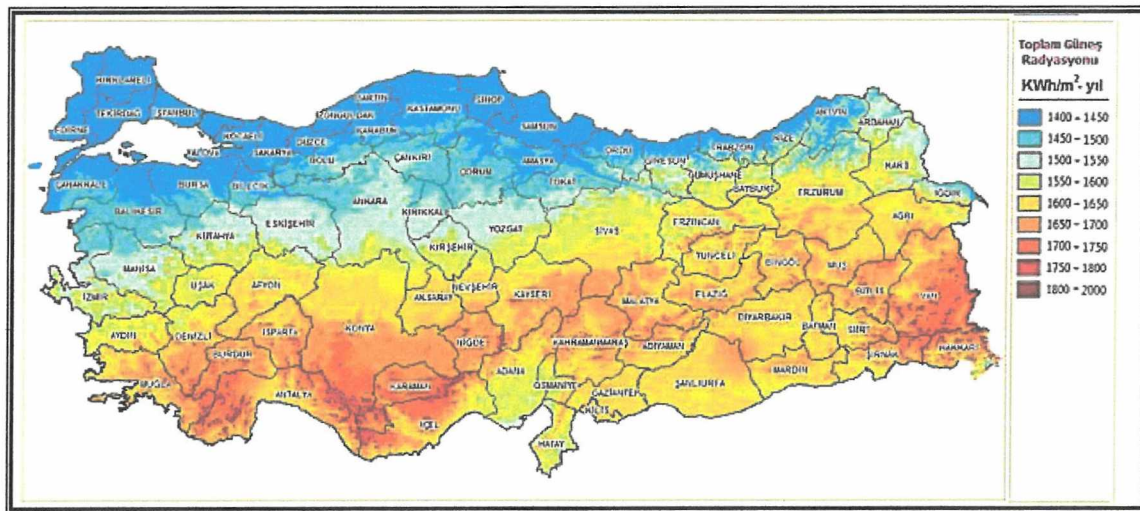 KIRKLARELİ
TEKİRDAĞ
İSTANBUL
EDİRNE
KOCAELİ
YALOVA
SAKARYA
DÜZCE
BOLU
ZONGULDAK
BARTIN
KARABÜK
KASTAMONU
SİNOP
SAMSUN
ÇANKIRI
ÇORUM
AMASYA
TOKAT
ORDU
GİRESUN
TRABZON
RİZE
ARTVİN
ARDAHAN
KARS
IĞDIR
GÜMÜŞHANE
BAYBURT
ERZURUM
AĞRI
ÇANAKKALE
BURSA
BİLECİK
BALIKESİR
ESKİŞEHİR
ANKARA
KIRIKKALE
YOZGAT
SİVAS
ERZİNCAN
KÜTAHYA
KIRŞEHİR
TUNCELİ
BİNGÖL
MUŞ
MANİSA
UŞAK
AFYON
AKSARAY
NEVŞEHİR
KAYSERİ
MALATYA
ELAZIĞ
BİTLİS
VAN
İZMİR
AYDIN
DENİZLİ
ISPARTA
KONYA
NİĞDE
KAHRAMANMARAŞ
ADIYAMAN
DİYARBAKIR
BATMAN
SİİRT
ŞIRNAK
HAKKARİ
BURDUR
MUĞLA
ANTALYA
KARAMAN
İÇEL
ADANA
OSMANİYE
GAZİANTEP
KİLİS
HATAY
ŞANLIURFA
MARDİN
Toplam Güneş
Radyasyonu
KWh/m²- yıl
1400 - 1450
1450 - 1500
1500 - 1550
1550 - 1600
1600 - 1650
1650 - 1700
1700 - 1750
1750 - 1800
1800 - 2000